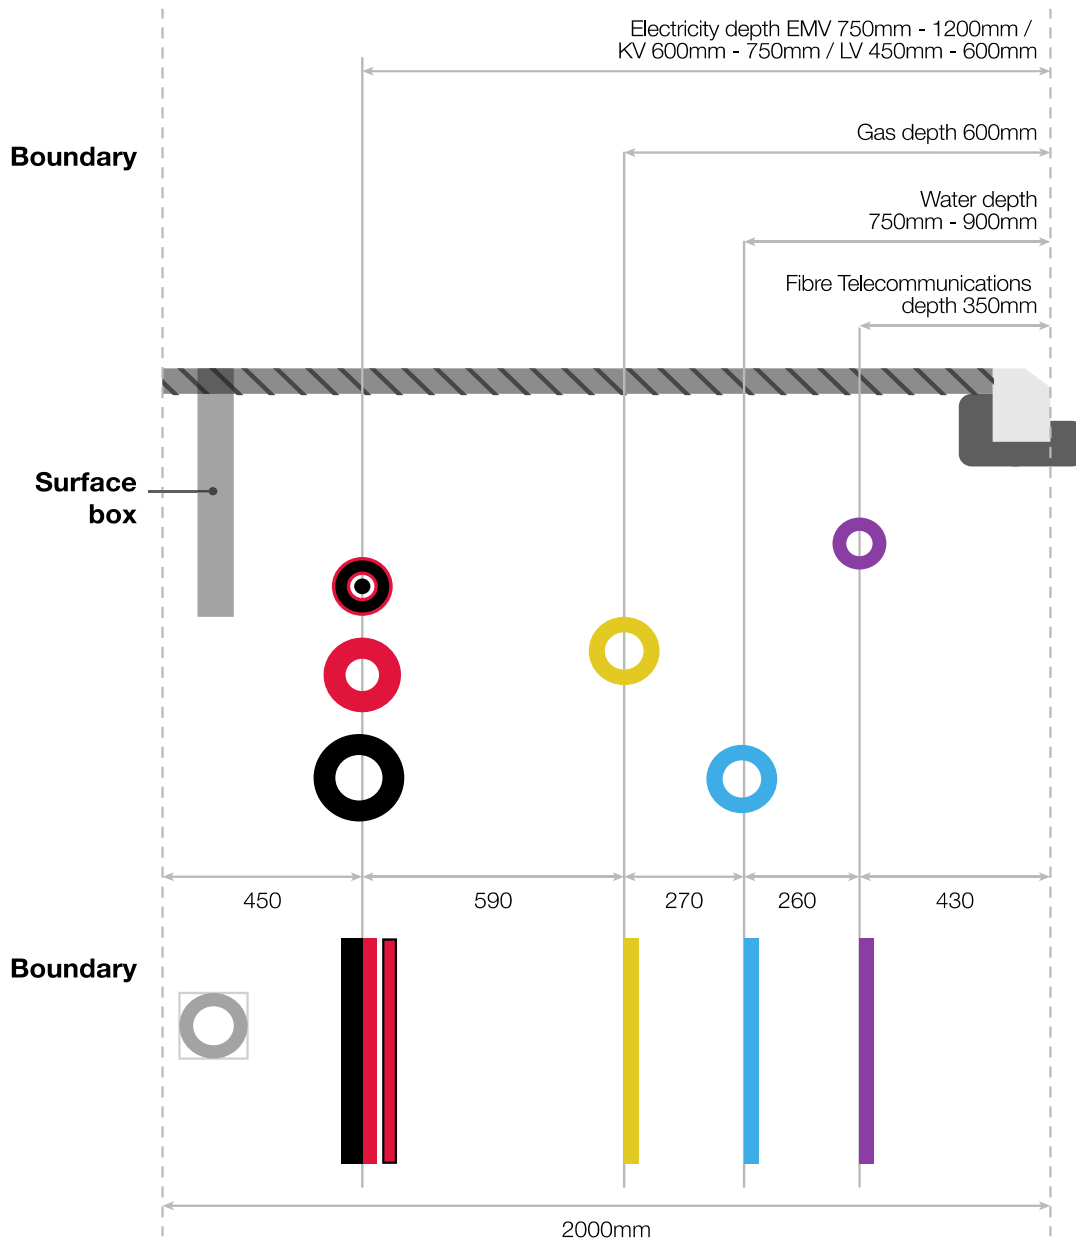 Electricity depth EMV 750mm - 1200mm /
KV 600mm - 750mm / LV 450mm - 600mm
Boundary
Gas depth 600mm
Water depth
750mm - 900mm
Fibre Telecommunications
depth 350mm
Surface
box
450
590
270
260
430
Boundary
2000mm